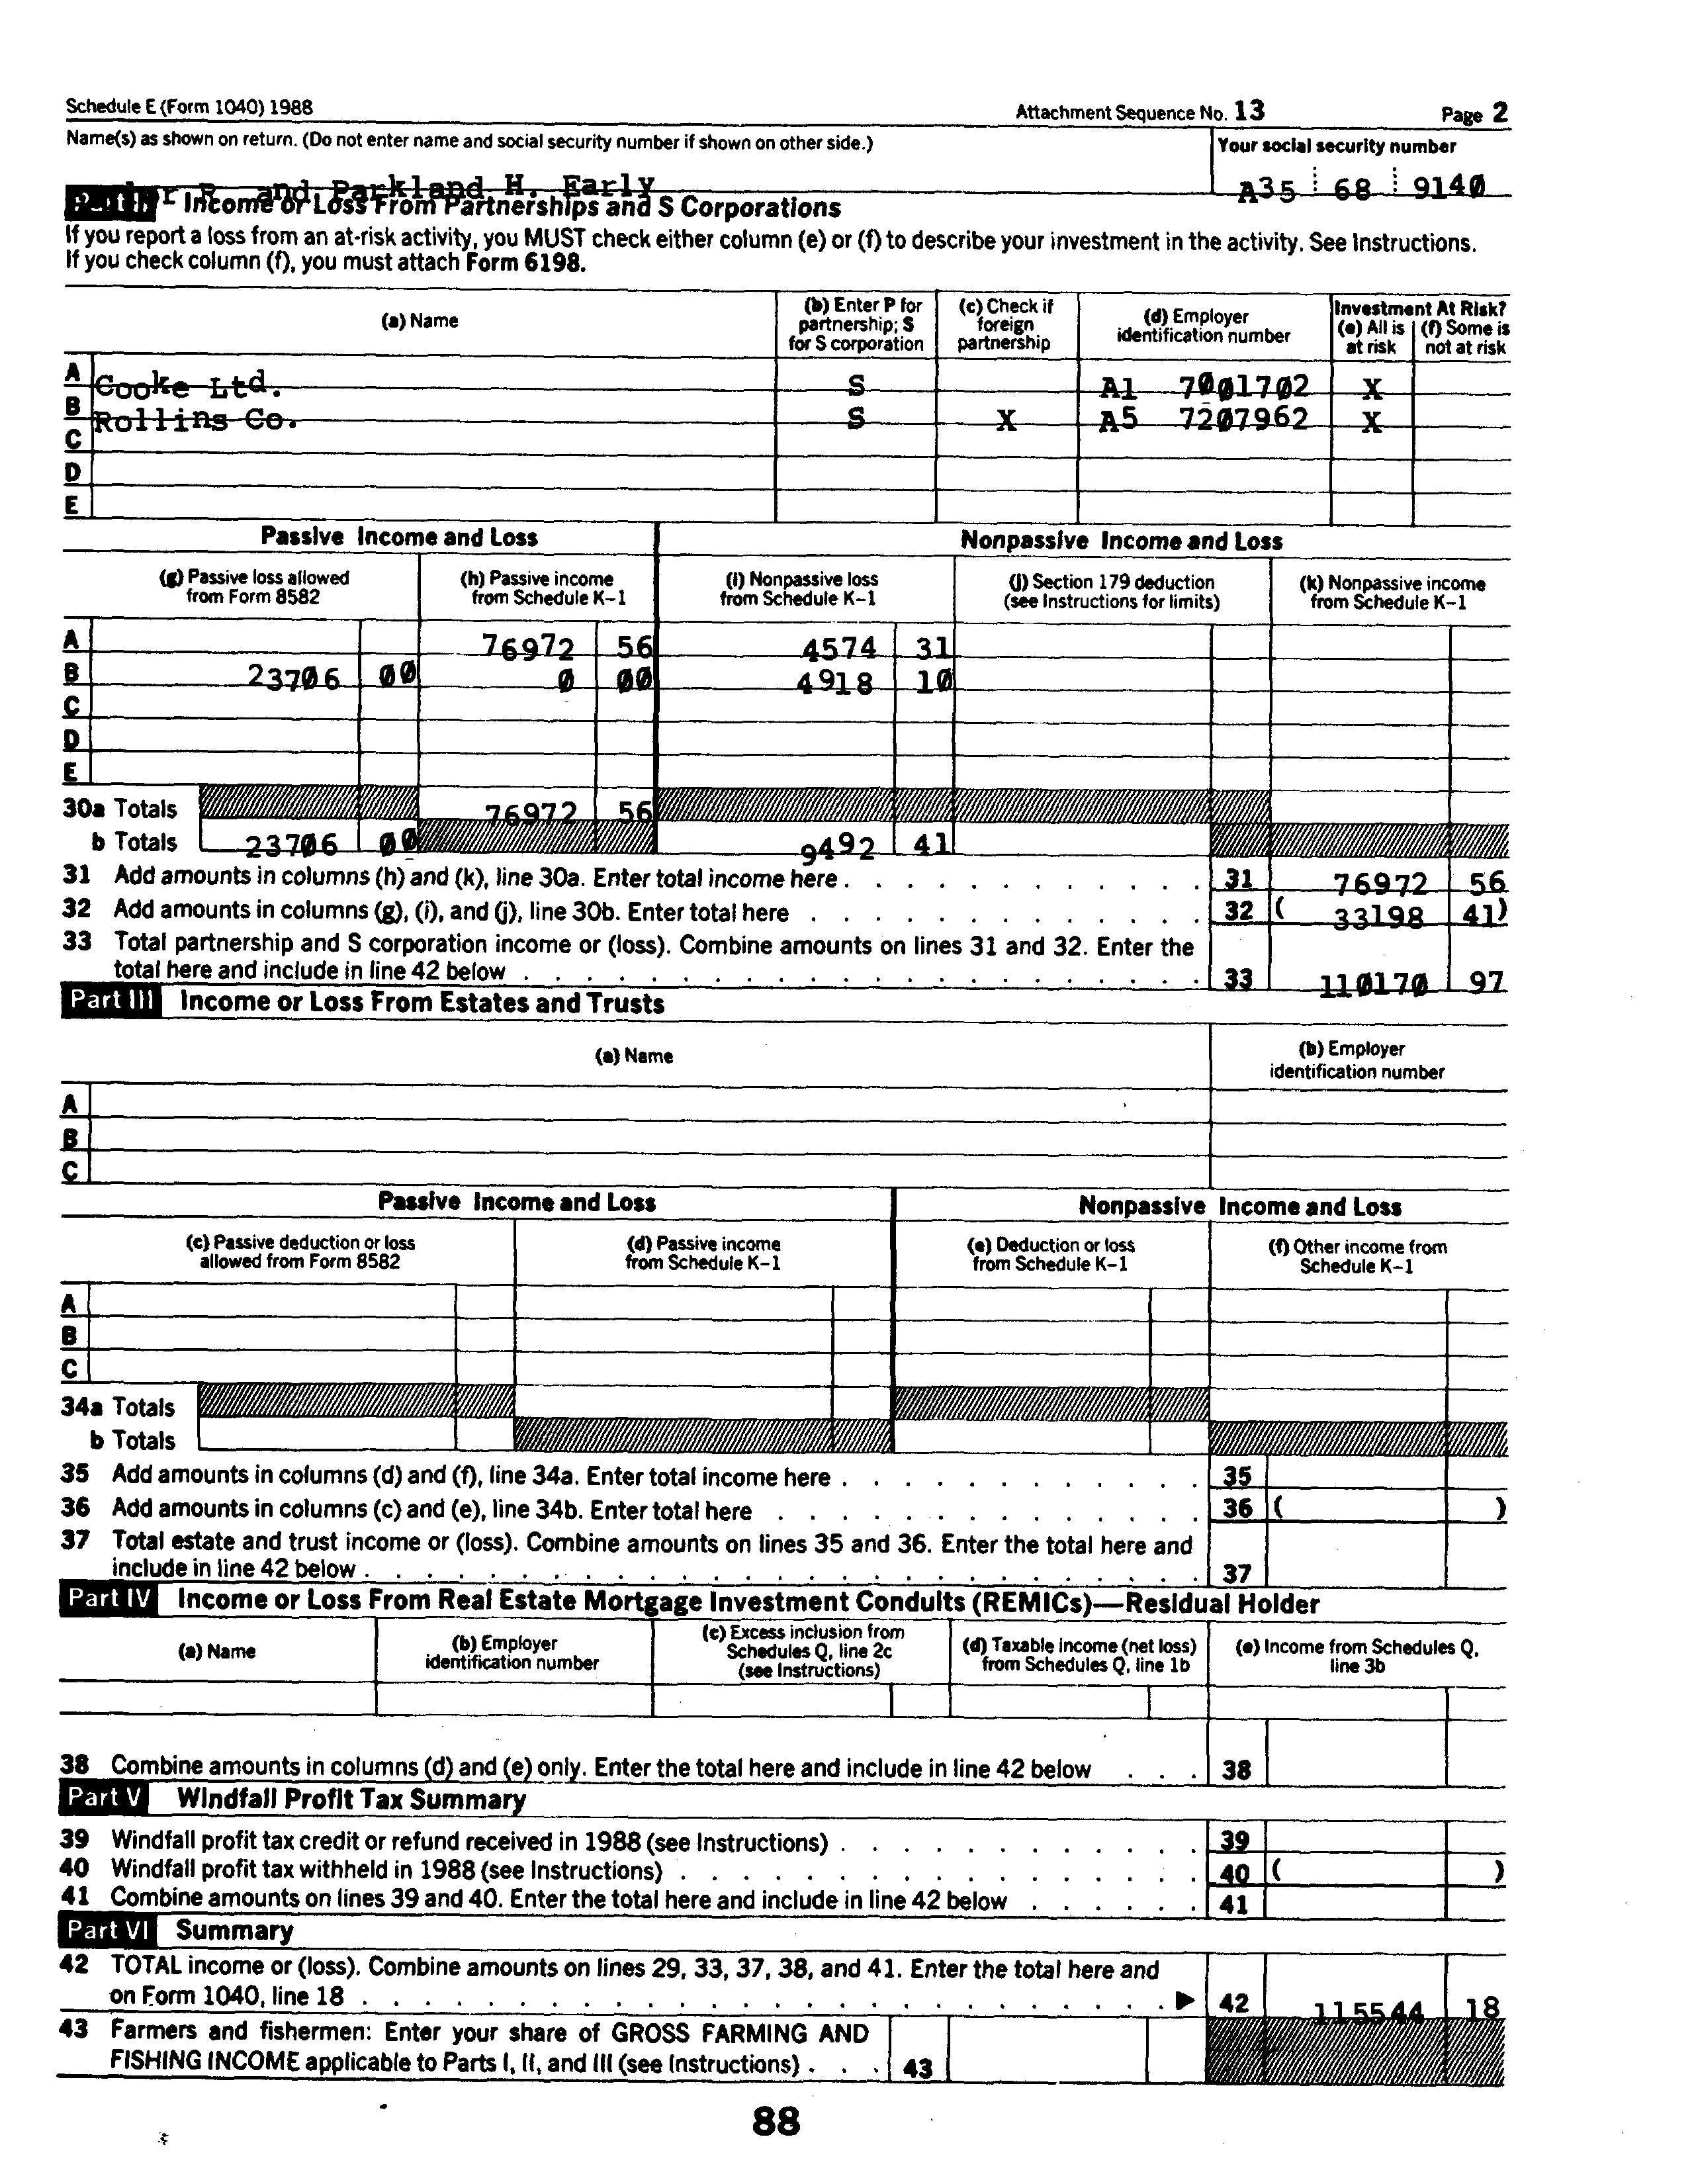 Schedule E (Form 1040) 1988 Attachment Sequence No. 13 Page 2
Name(s) as shown on return. (Do not enter name and social security number if shown on other side.) Your social security number
R. and Parkland H. Early A35 68 9140
Income or Loss From Partnerships and S Corporations
If you report a loss from an at-risk activity, you MUST check either column (e) or (f) to describe your investment in the activity. See Instructions.
If you check column (f), you must attach Form 6198.
(a) Name (b) Enter P for partnership; S for S corporation (c) Check if foreign partnership (d) Employer identification number Investment At Risk? (e) All is at risk (f) Some is not at risk
A Cooke Ltd. S A1 7001702 X
B Rollins Co. S X A5 7207962 X
C
D
E
Passive Income and Loss Nonpassive Income and Loss
(g) Passive loss allowed from Form 8582 (h) Passive income from Schedule K-1 (i) Nonpassive loss from Schedule K-1 (j) Section 179 deduction (see Instructions for limits) (k) Nonpassive income from Schedule K-1
A 76972 56 4574 31
B 23706 00 0 00 4918 10
C
D
E
30a Totals 76972 56
b Totals 23706 00 9492 41
31 Add amounts in columns (h) and (k), line 30a. Enter total income here . 31 76972 56
32 Add amounts in columns (g), (i), and (j), line 30b. Enter total here . 32 ( 33198 41)
33 Total partnership and S corporation income or (loss). Combine amounts on lines 31 and 32. Enter the
total here and include in line 42 below . 33 110170 97
Part III Income or Loss From Estates and Trusts
(a) Name (b) Employer identification number
A
B
C
Passive Income and Loss Nonpassive Income and Loss
(c) Passive deduction or loss allowed from Form 8582 (d) Passive income from Schedule K-1 (e) Deduction or loss from Schedule K-1 (f) Other income from Schedule K-1
A
B
C
34a Totals
b Totals
35 Add amounts in columns (d) and (f), line 34a. Enter total income here . 35
36 Add amounts in columns (c) and (e), line 34b. Enter total here . 36 ( )
37 Total estate and trust income or (loss). Combine amounts on lines 35 and 36. Enter the total here and
include in line 42 below . 37
Part IV Income or Loss From Real Estate Mortgage Investment Conduits (REMICs)—Residual Holder
(a) Name (b) Employer identification number (c) Excess inclusion from Schedules Q, line 2c (see Instructions) (d) Taxable income (net loss) from Schedules Q, line 1b (e) Income from Schedules Q, line 3b
38 Combine amounts in columns (d) and (e) only. Enter the total here and include in line 42 below . 38
Part V Windfall Profit Tax Summary
39 Windfall profit tax credit or refund received in 1988 (see Instructions) . 39
40 Windfall profit tax withheld in 1988 (see Instructions) . 40 ( )
41 Combine amounts on lines 39 and 40. Enter the total here and include in line 42 below . 41
Part VI Summary
42 TOTAL income or (loss). Combine amounts on lines 29, 33, 37, 38, and 41. Enter the total here and
on Form 1040, line 18 . ▶ 42 115544 18
43 Farmers and fishermen: Enter your share of GROSS FARMING AND
FISHING INCOME applicable to Parts I, II, and III (see Instructions) . 43
88